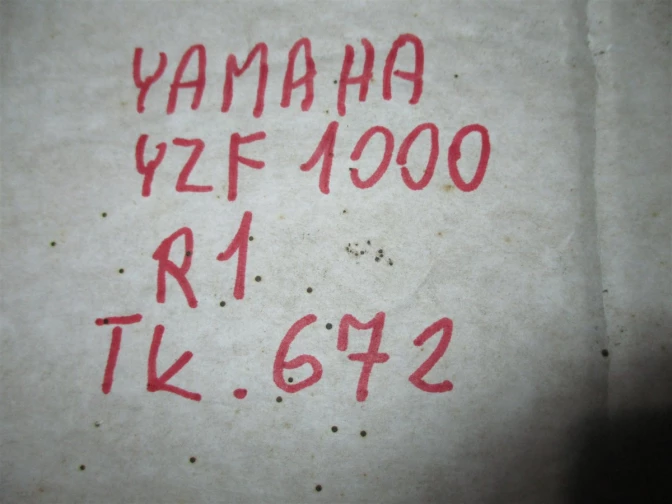 YAMAHA
YZF 1000
R1
TK. 672